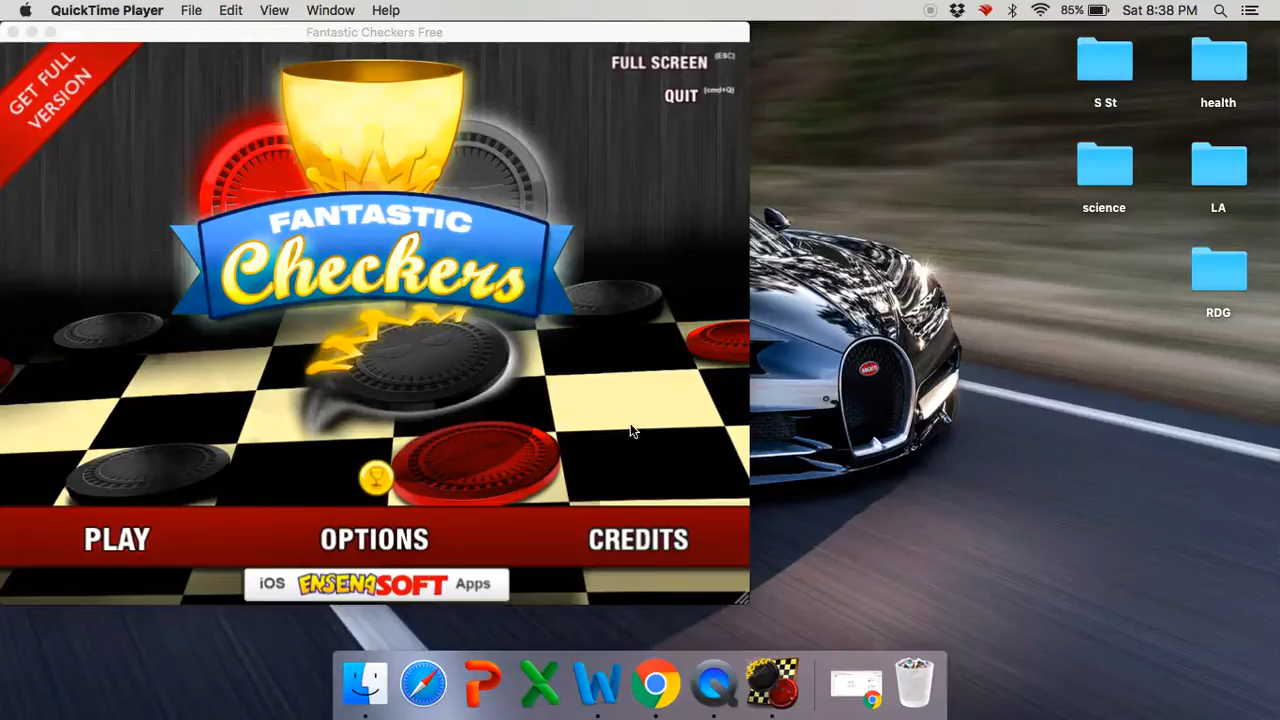 QuickTime Player File Edit View Window Help 85% Sat 8:38 PM
Fantastic Checkers Free
GET FULL
VERSION
FULL SCREEN (ESC)
QUIT (cmd+Q)
FANTASTIC
Checkers
PLAY OPTIONS CREDITS
iOS ENSENASOFT Apps
S St health
science LA
RDG